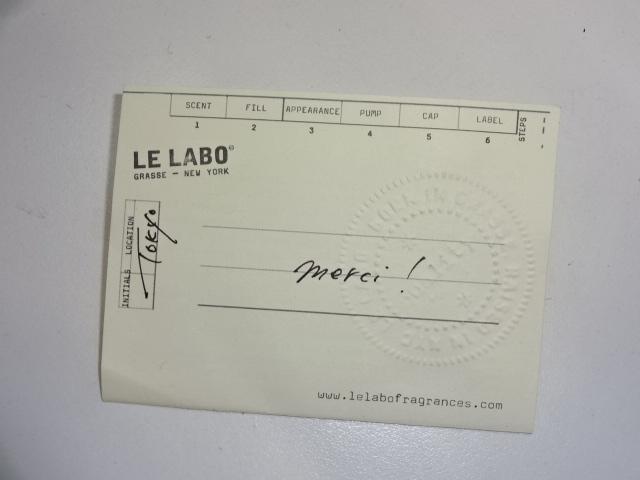 SCENT FILL APPEARANCE PUMP CAP LABEL STEPS
1 2 3 4 5 6
LE LABO®
GRASSE — NEW YORK
INITIALS LOCATION
Tokyo
merci!
www.lelabofragrances.com